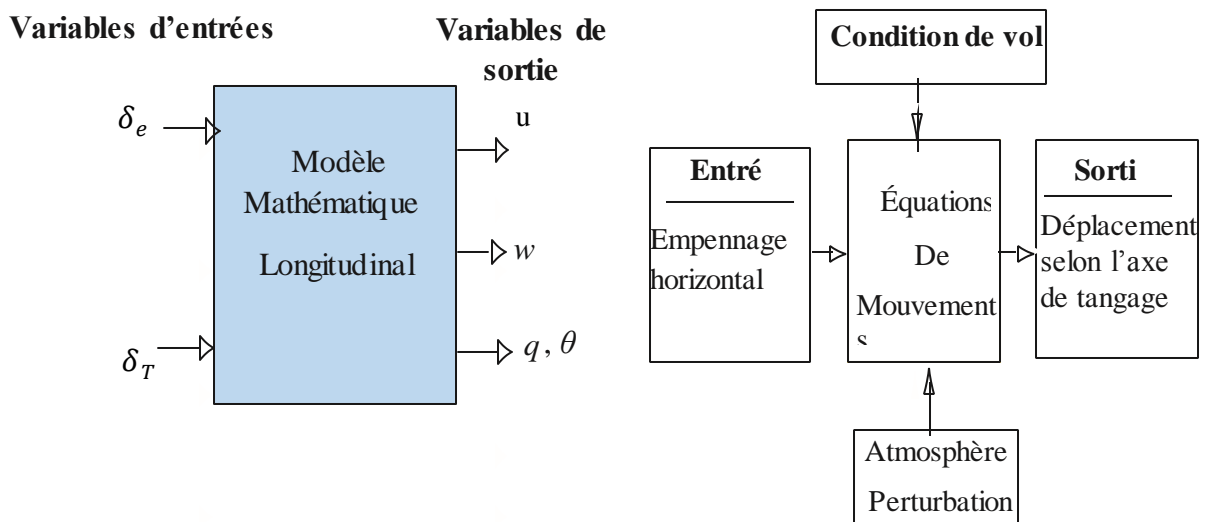 Variables d'entrées
Variables de
sortie
δₑ
δ_T
Modèle
Mathématique
Longitudinal
u
w
q, θ
Condition de vol
Entré
Empennage
horizontal
Équations
De
Mouvement
s
Sorti
Déplacement
selon l'axe
de tangage
Atmosphère
Perturbation